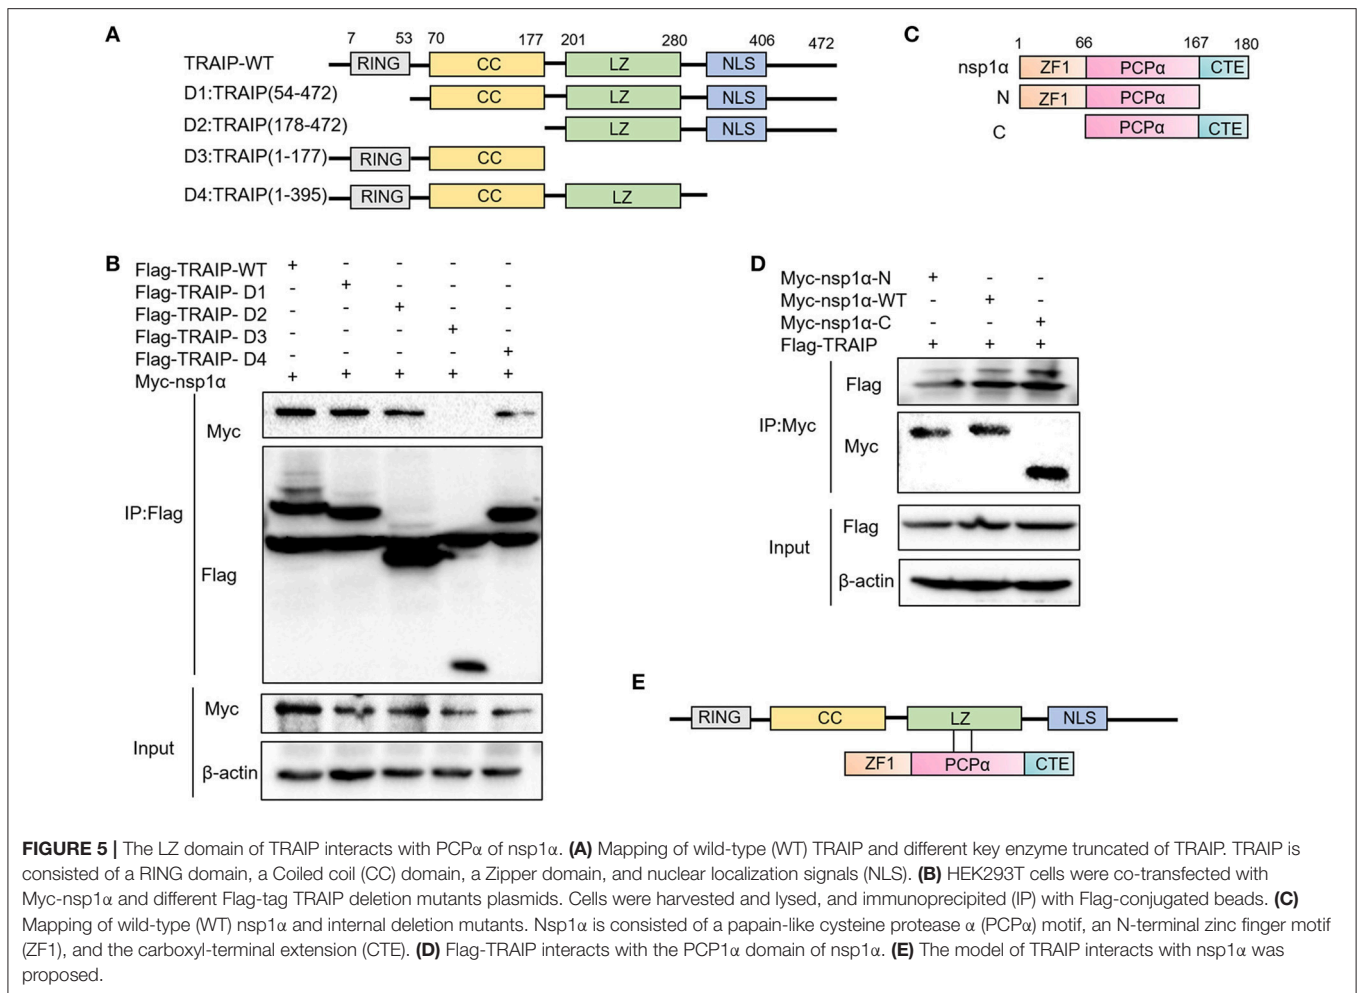 A
7 53 70 177 201 280 406 472
TRAIP-WT RING CC LZ NLS
D1:TRAIP(54-472) CC LZ NLS
D2:TRAIP(178-472) LZ NLS
D3:TRAIP(1-177) RING CC
D4:TRAIP(1-395) RING CC LZ
C
1 66 167 180
nsp1α ZF1 PCPα CTE
N ZF1 PCPα
C PCPα CTE
B
Flag-TRAIP-WT + - - - -
Flag-TRAIP- D1 - + - - -
Flag-TRAIP- D2 - - + - -
Flag-TRAIP- D3 - - - + -
Flag-TRAIP- D4 - - - - +
Myc-nsp1α + + + + +
IP:Flag
Myc
Flag
Input
Myc
β-actin
D
Myc-nsp1α-N + - -
Myc-nsp1α-WT - + -
Myc-nsp1α-C - - +
Flag-TRAIP + + +
IP:Myc
Flag
Myc
Input
Flag
β-actin
E
RING CC LZ NLS
ZF1 PCPα CTE
FIGURE 5 | The LZ domain of TRAIP interacts with PCPα of nsp1α. (A) Mapping of wild-type (WT) TRAIP and different key enzyme truncated of TRAIP. TRAIP is
consisted of a RING domain, a Coiled coil (CC) domain, a Zipper domain, and nuclear localization signals (NLS). (B) HEK293T cells were co-transfected with
Myc-nsp1α and different Flag-tag TRAIP deletion mutants plasmids. Cells were harvested and lysed, and immunoprecipited (IP) with Flag-conjugated beads. (C)
Mapping of wild-type (WT) nsp1α and internal deletion mutants. Nsp1α is consisted of a papain-like cysteine protease α (PCPα) motif, an N-terminal zinc finger motif
(ZF1), and the carboxyl-terminal extension (CTE). (D) Flag-TRAIP interacts with the PCP1α domain of nsp1α. (E) The model of TRAIP interacts with nsp1α was
proposed.